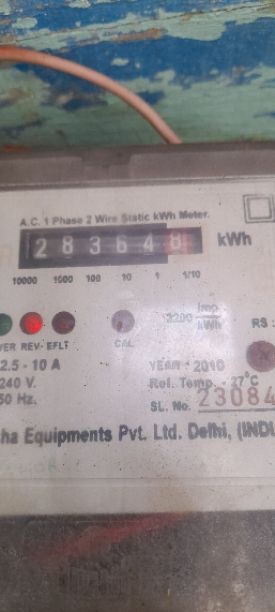 A.C. 1 Phase 2 Wire Static kWh Meter.
283648 kWh
10000 1000 100 10 1 1/10
REV- EFLT CAL 3200 Imp kWh RS
2.5 - 10 A YEAR - 2010
240 V. Ref. Temp. - 27°C
50 Hz. SL. No. 23084
Equipments Pvt. Ltd. Delhi,